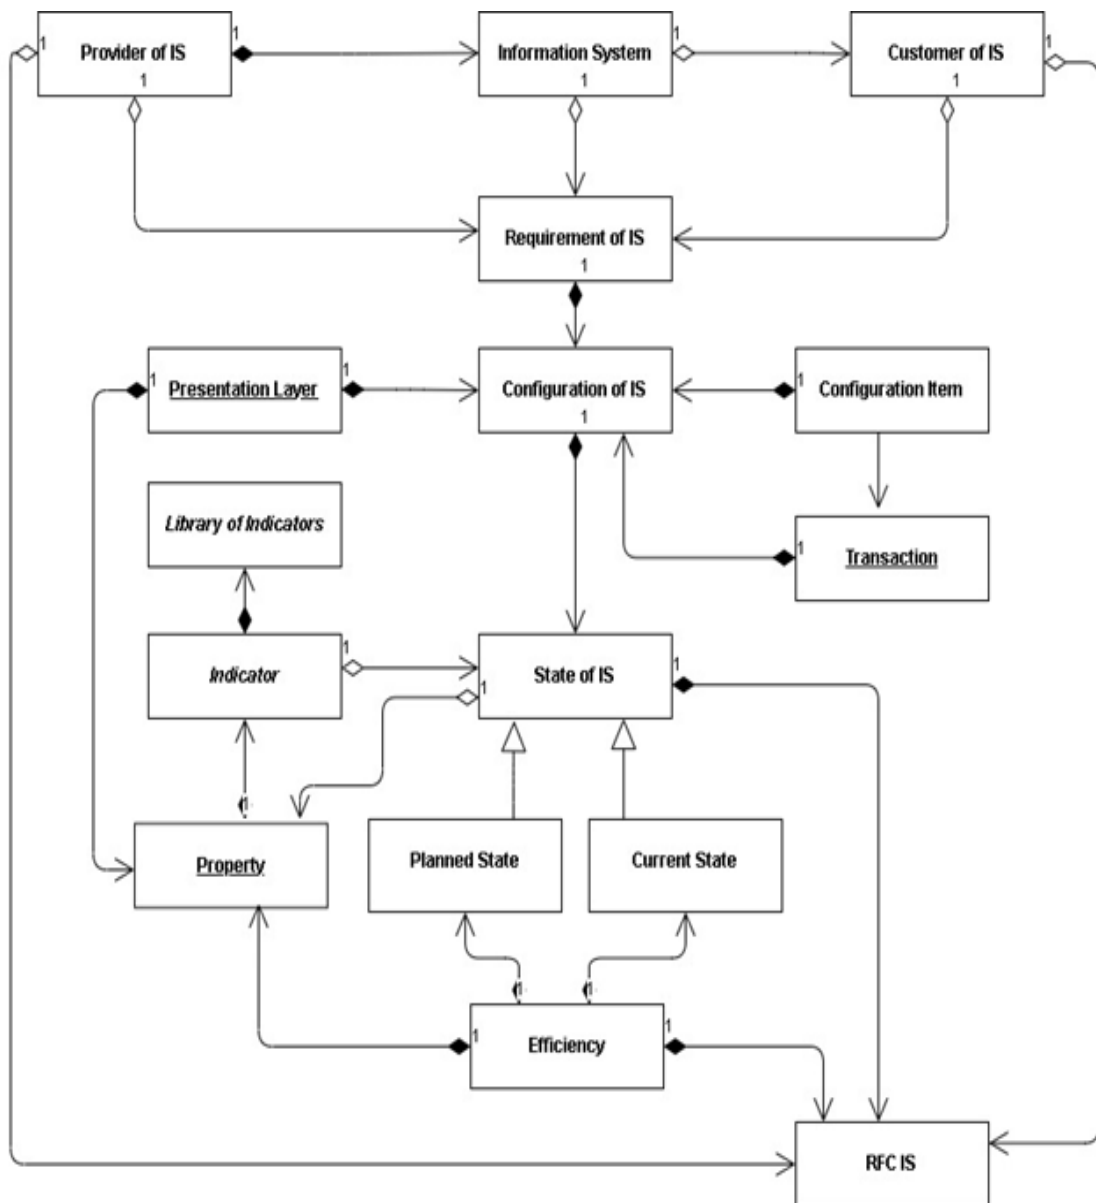 1
1
1
1
Provider of IS
Information System
Customer of IS
1
1
1
Requirement of IS
1
1
1
1
Presentation Layer
Configuration of IS
Configuration Item
1
1
Library of Indicators
Transaction
1
1
Indicator
State of IS
1
1
Planned State
Current State
Property
1
1
1
1
Efficiency
RFC IS